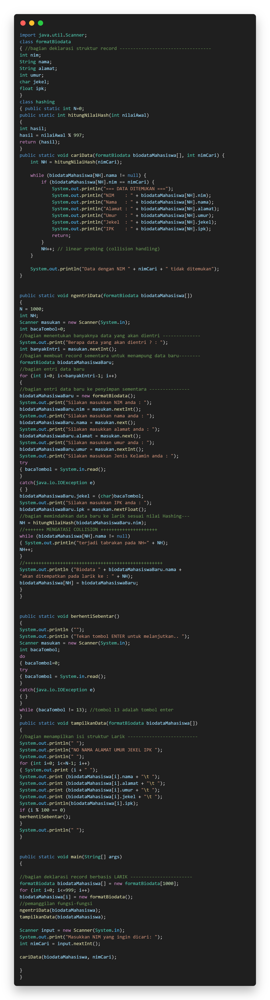 import java.util.Scanner;
class formatBiodata
{ //bagian deklarasi struktur record ----------------------------------
int nim;
String nama;
String alamat;
int umur;
char jekel;
float ipk;
}
class hashing
{ public static int N=0;
public static int hitungNilaiHash(int nilaiAwal)
{
int hasil;
hasil = nilaiAwal % 997;
return (hasil);
}
public static void cariData(formatBiodata biodataMahasiswa[], int nimCari) {
    int NH = hitungNilaiHash(nimCari);

    while (biodataMahasiswa[NH].nama != null) {
        if (biodataMahasiswa[NH].nim == nimCari) {
            System.out.println("=== DATA DITEMUKAN ===");
            System.out.println("NIM    : " + biodataMahasiswa[NH].nim);
            System.out.println("Nama   : " + biodataMahasiswa[NH].nama);
            System.out.println("Alamat : " + biodataMahasiswa[NH].alamat);
            System.out.println("Umur   : " + biodataMahasiswa[NH].umur);
            System.out.println("Jekel  : " + biodataMahasiswa[NH].jekel);
            System.out.println("IPK    : " + biodataMahasiswa[NH].ipk);
            return;
        }
        NH++; // linear probing (collision handling)
    }

    System.out.println("Data dengan NIM " + nimCari + " tidak ditemukan");
}


public static void ngentriData(formatBiodata biodataMahasiswa[])
{
N = 1000;
int NH;
Scanner masukan = new Scanner(System.in);
int bacaTombol=0;
//bagian menentukan banyaknya data yang akan dientri --------------
System.out.print("Berapa data yang akan dientri ? : ");
int banyakEntri = masukan.nextInt();
//bagian membuat record sementara untuk menampung data baru--------
formatBiodata biodataMahasiswaBaru;
//bagian entri data baru
for (int i=0; i<=banyakEntri-1; i++)
{
//bagian entri data baru ke penyimpan sementara ---------------
biodataMahasiswaBaru = new formatBiodata();
System.out.print("Silakan masukkan NIM anda : ");
biodataMahasiswaBaru.nim = masukan.nextInt();
System.out.print("Silakan masukkan nama anda : ");
biodataMahasiswaBaru.nama = masukan.next();
System.out.print("Silakan masukkan alamat anda : ");
biodataMahasiswaBaru.alamat = masukan.next();
System.out.print("Silakan masukkan umur anda : ");
biodataMahasiswaBaru.umur = masukan.nextInt();
System.out.print("Silakan masukkan Jenis Kelamin anda : ");
try
{ bacaTombol = System.in.read();
}
catch(java.io.IOException e)
{ }
biodataMahasiswaBaru.jekel = (char)bacaTombol;
System.out.print("Silakan masukkan IPK anda : ");
biodataMahasiswaBaru.ipk = masukan.nextFloat();
//bagian memindahkan data baru ke larik sesuai nilai Hashing---
NH = hitungNilaiHash(biodataMahasiswaBaru.nim);
//+++++++ MENGATASI COLLISION +++++++++++++++++++++
while (biodataMahasiswa[NH].nama != null)
{ System.out.println("terjadi tabrakan pada NH=" + NH);
NH++;
}
//+++++++++++++++++++++++++++++++++++++++++++++++++++
System.out.println ("Biodata " + biodataMahasiswaBaru.nama +
"akan ditempatkan pada larik ke : " + NH);
biodataMahasiswa[NH] = biodataMahasiswaBaru;
}
}


public static void berhentiSebentar()
{
System.out.println ("");
System.out.println ("Tekan tombol ENTER untuk melanjutkan.. ");
Scanner masukan = new Scanner(System.in);
int bacaTombol;
do
{ bacaTombol=0;
try
{ bacaTombol = System.in.read();
}
catch(java.io.IOException e)
{ }
}
while (bacaTombol != 13); //tombol 13 adalah tombol enter
}
public static void tampilkanData(formatBiodata biodataMahasiswa[])
{
//bagian menampilkan isi struktur Larik --------------------------
System.out.println(" ");
System.out.println("NO NAMA ALAMAT UMUR JEKEL IPK ");
System.out.println(" ");
for (int i=0; i<=N-1; i++)
{ System.out.print (i + " ");
System.out.print (biodataMahasiswa[i].nama + "\t ");
System.out.print (biodataMahasiswa[i].alamat + "\t ");
System.out.print (biodataMahasiswa[i].umur + "\t ");
System.out.print (biodataMahasiswa[i].jekel + "\t ");
System.out.println(biodataMahasiswa[i].ipk);
if (i % 100 == 0)
berhentiSebentar();
}
System.out.println(" ");
}


public static void main(String[] args)
{

//bagian deklarasi record berbasis LARIK -----------------------
formatBiodata biodataMahasiswa[] = new formatBiodata[1000];
for (int i=0; i<=999; i++)
biodataMahasiswa[i] = new formatBiodata();
//pemanggilan fungsi-fungsi
ngentriData(biodataMahasiswa);
tampilkanData(biodataMahasiswa);

Scanner input = new Scanner(System.in);
System.out.print("Masukkan NIM yang ingin dicari: ");
int nimCari = input.nextInt();

cariData(biodataMahasiswa, nimCari);

}
}